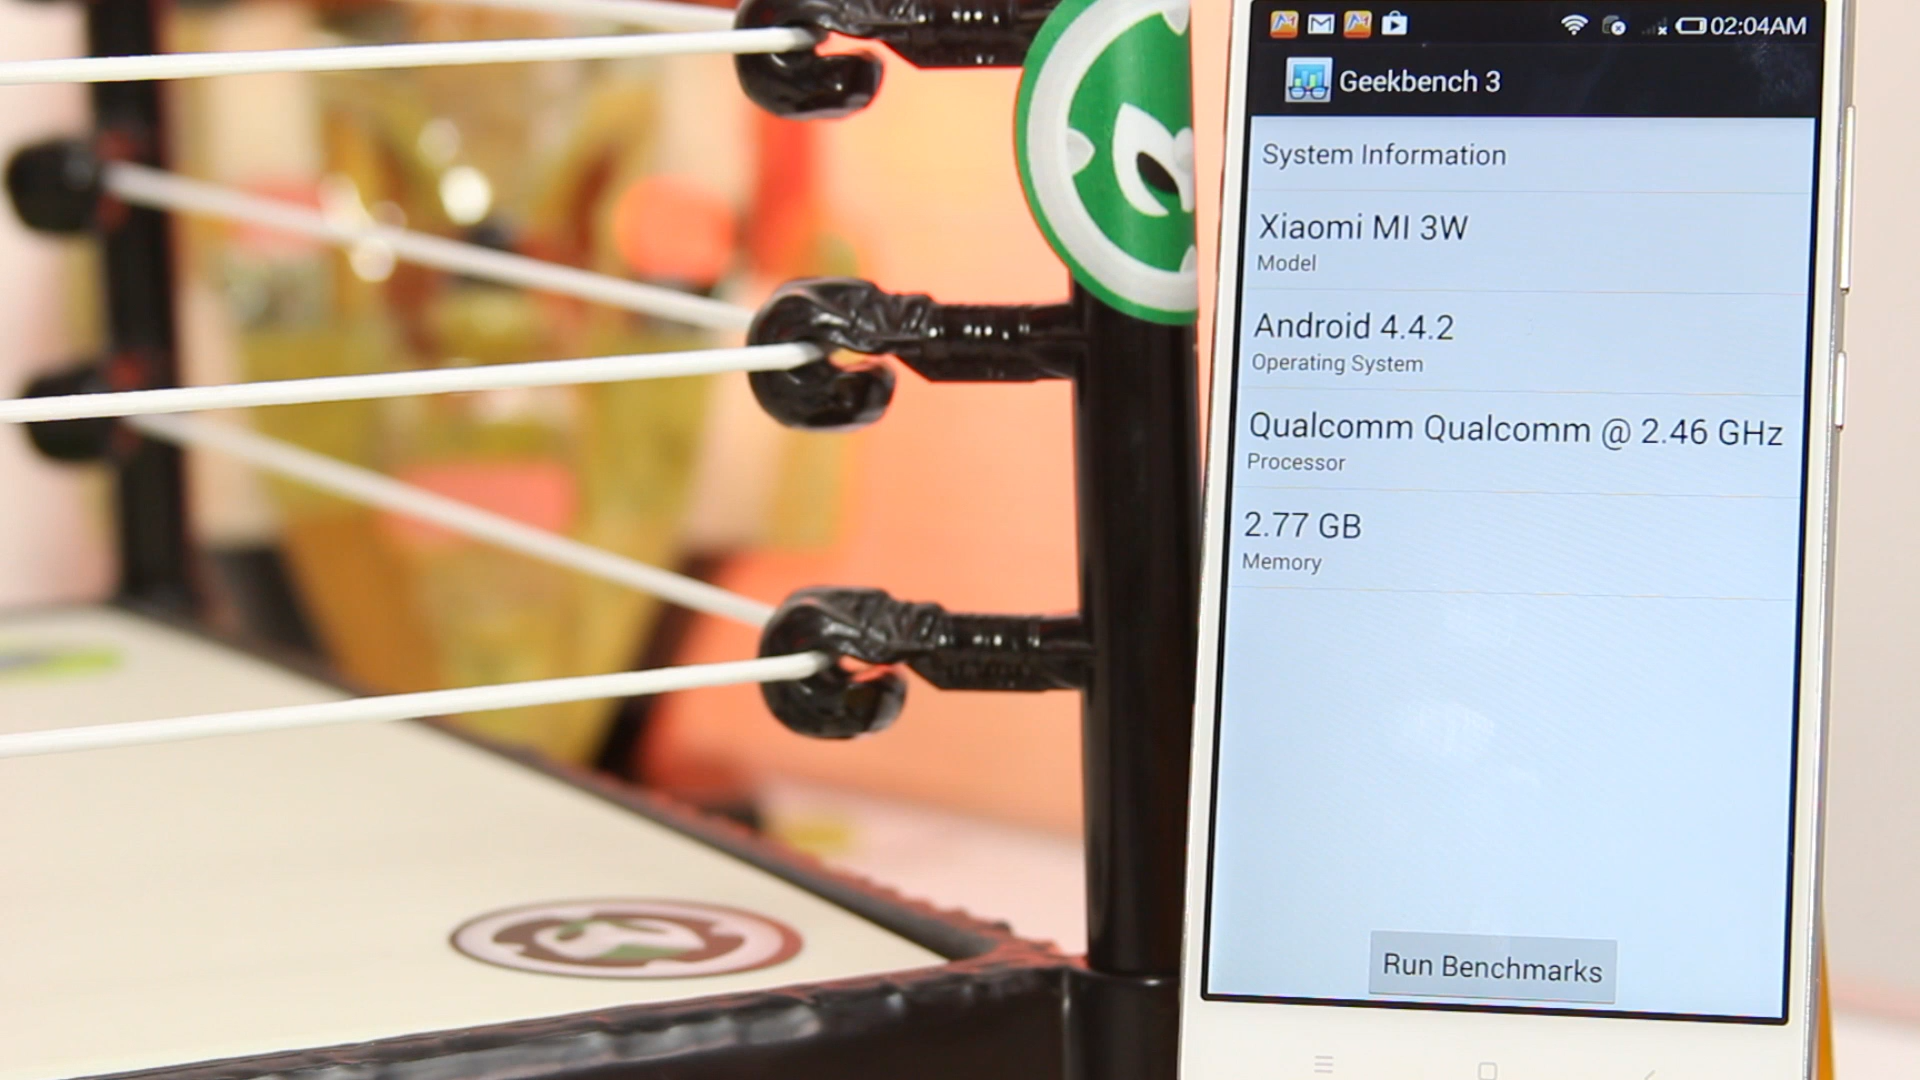 02:04AM
Geekbench 3
System Information
Xiaomi MI 3W
Model
Android 4.4.2
Operating System
Qualcomm Qualcomm @ 2.46 GHz
Processor
2.77 GB
Memory
Run Benchmarks